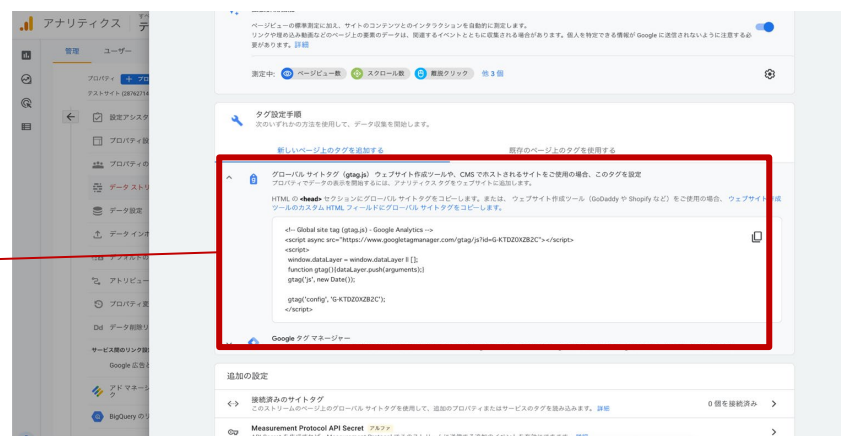 アナリティクス
ページビューの標準測定に加え、サイトのコンテンツとのインタラクションを自動的に測定します。
リンクや埋め込み動画などのページ上の要素のデータは、関連するイベントとともに収集される場合があります。個人を特定できる情報が Google に送信されないように注意する必
要があります。詳細
管理
ユーザー
測定中: ページビュー数 スクロール数 離脱クリック 他 3 個
プロパティ
+ プロ
テストサイト (28762714
設定アシスタ
プロパティ設
プロパティの
データ ストリ
データ設定
データ インポ
デフォルトの
アトリビュー
プロパティ変
Dd データ削除リ
サービス間のリンク設
Google 広告と
アド マネージ
ク
BigQuery のリ
タグ設定手順
次のいずれかの方法を使用して、データ収集を開始します。
新しいページ上のタグを追加する
既存のページ上のタグを使用する
グローバル サイトタグ（gtag.js）ウェブサイト作成ツールや、CMS でホストされるサイトをご使用の場合、このタグを設定
プロパティでデータの表示を開始するには、アナリティクス タグをウェブサイトに追加します。
HTML の <head> セクションにグローバル サイトタグをコピーします。または、 ウェブサイト作成ツール（GoDaddy や Shopify など）をご使用の場合、 ウェブサイト作成
ツールのカスタム HTML フィールドにグローバル サイトタグをコピーします。
<!-- Global site tag (gtag.js) - Google Analytics -->
<script async src="https://www.googletagmanager.com/gtag/js?id=G-KTDZ0XZB2C"></script>
<script>
window.dataLayer = window.dataLayer || [];
function gtag(){dataLayer.push(arguments);}
gtag('js', new Date());
gtag('config', 'G-KTDZ0XZB2C');
</script>
Google タグ マネージャー
追加の設定
接続済みのサイトタグ
このストリームのページ上のグローバル サイトタグを使用して、追加のプロパティまたはサービスのタグを読み込みます。 詳細
0 個を接続済み
Measurement Protocol API Secret アルファ